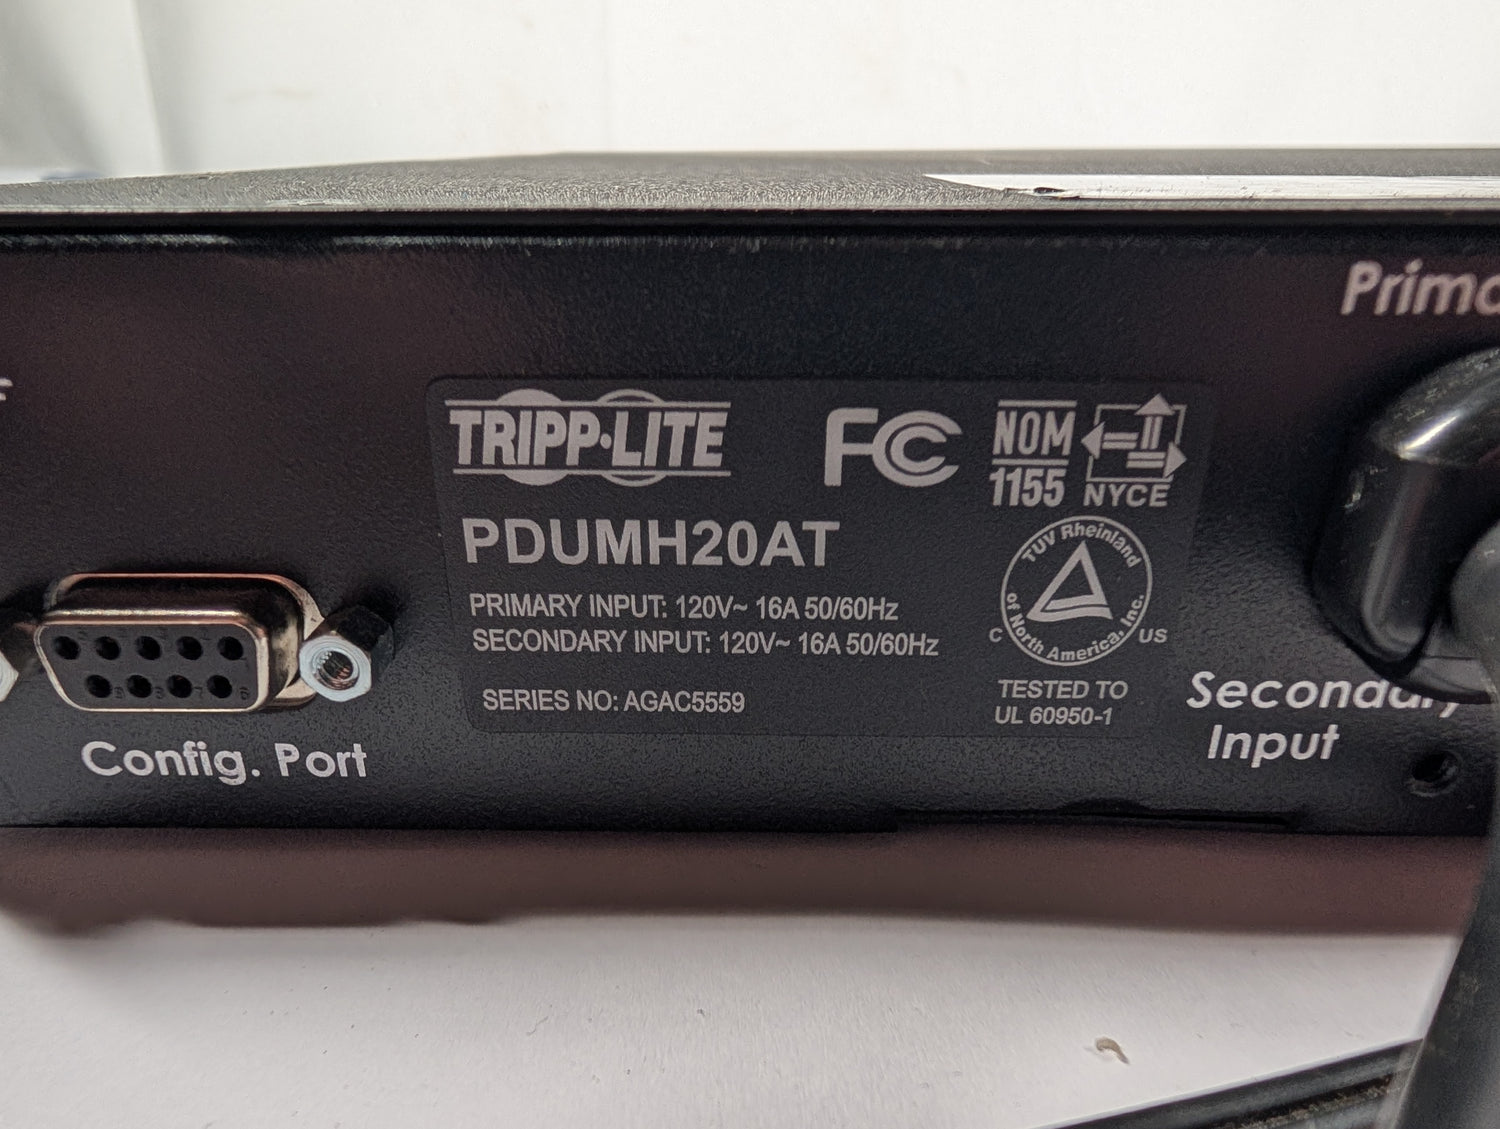 TRIPP·LITE
FC
NOM
1155
NYCE
PDUMH20AT
PRIMARY INPUT: 120V~ 16A 50/60Hz
SECONDARY INPUT: 120V~ 16A 50/60Hz
SERIES NO: AGAC5559
TUV Rheinland
of North America, Inc.
C US
TESTED TO
UL 60950-1
Config. Port
Prima
Secondary
Input